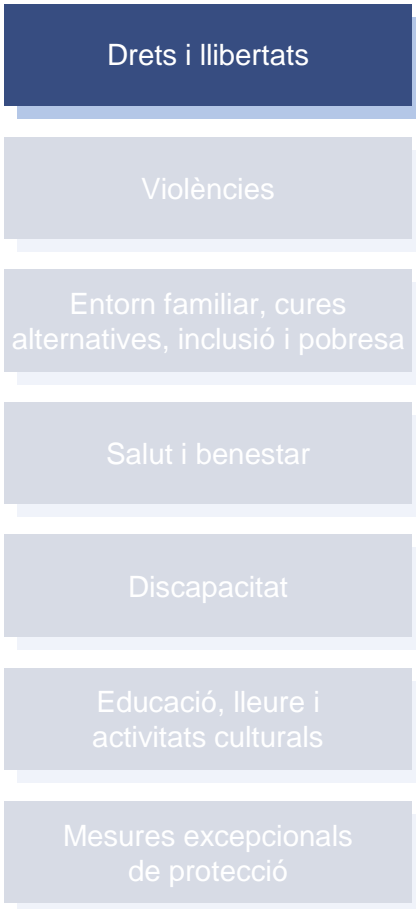 Drets i llibertats
Violències
Entorn familiar, cures
alternatives, inclusió i pobresa
Salut i benestar
Discapacitat
Educació, lleure i
activitats culturals
Mesures excepcionals
de protecció